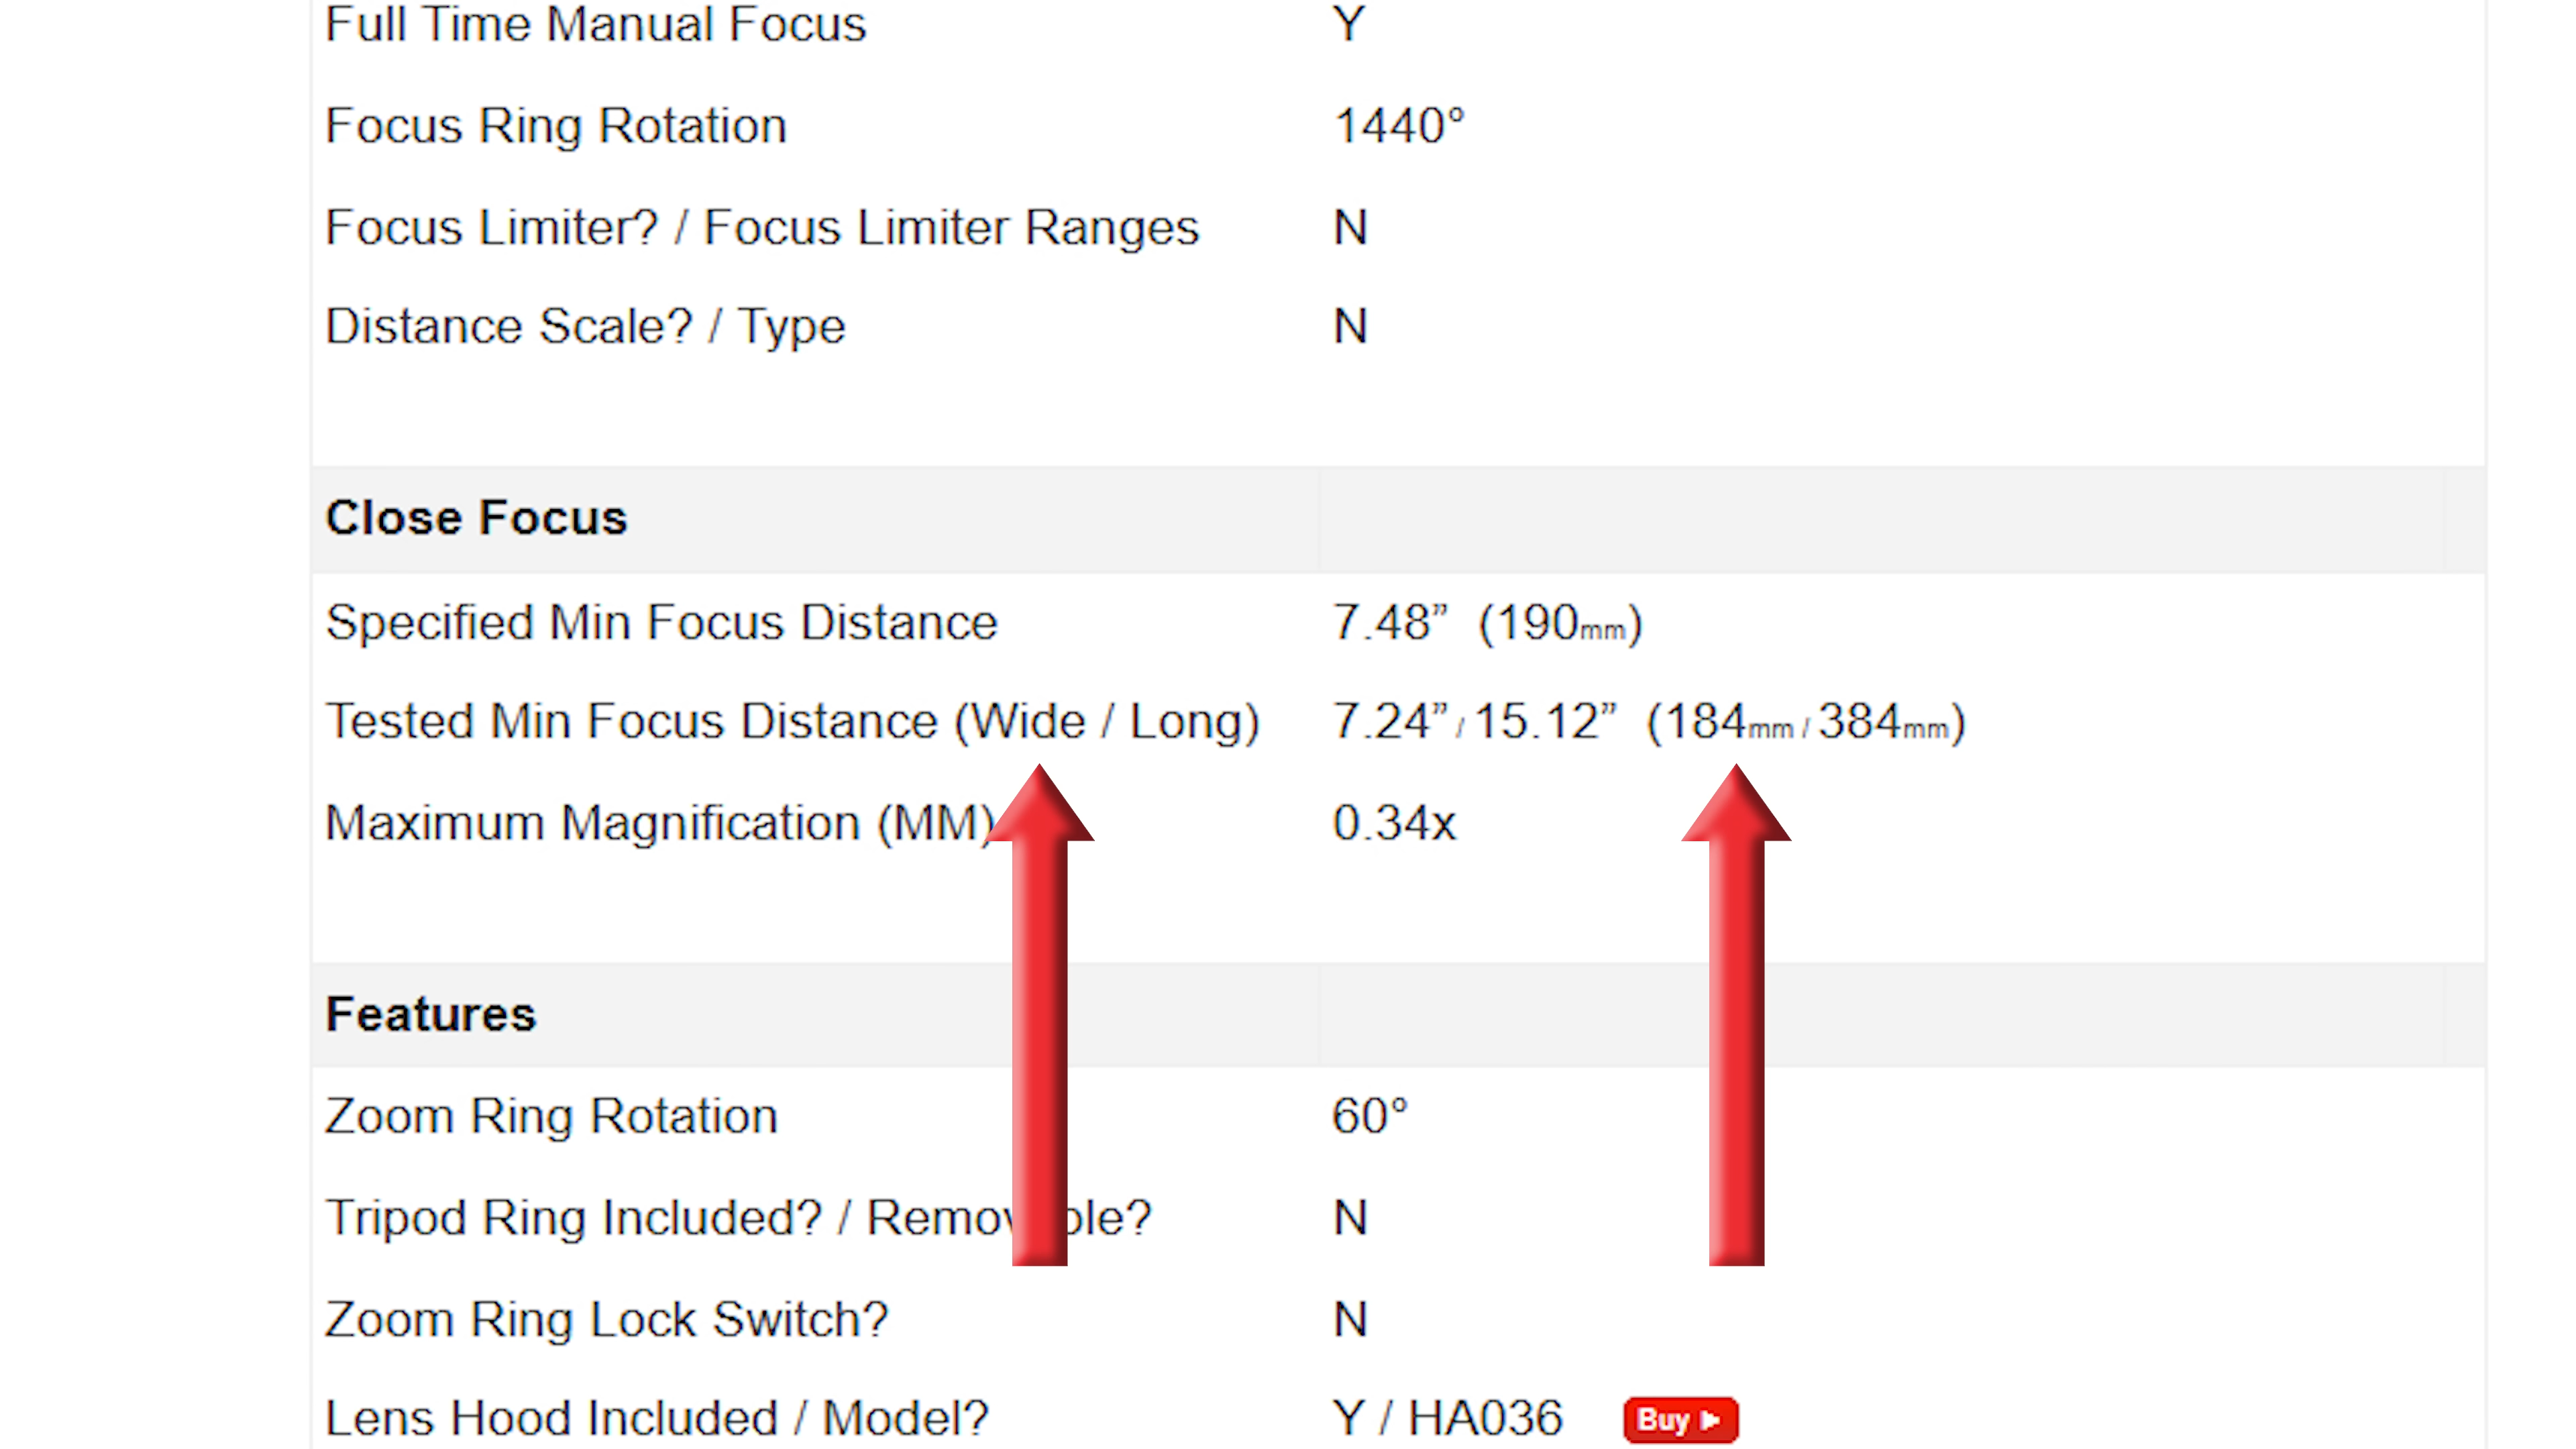 Full Time Manual Focus Y
Focus Ring Rotation 1440°
Focus Limiter? / Focus Limiter Ranges N
Distance Scale? / Type N
Close Focus
Specified Min Focus Distance 7.48” (190mm)
Tested Min Focus Distance (Wide / Long) 7.24” / 15.12” (184mm / 384mm)
Maximum Magnification (MM) 0.34x
Features
Zoom Ring Rotation 60°
Tripod Ring Included? / N
Zoom Ring Lock Switch? N
Lens Hood Included / Model? Y / HA036 Buy